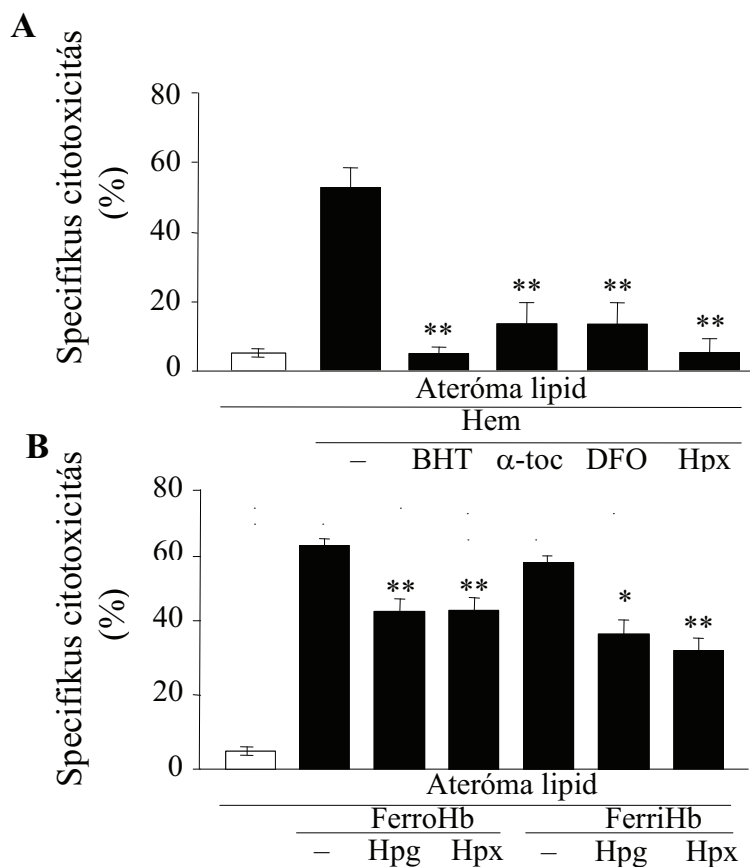 A
Specifikus citotoxicitás
(%)
80
60
40
20
0
** ** ** **
Ateróma lipid
Hem
– BHT α-toc DFO Hpx
B
Specifikus citotoxicitás
(%)
80
60
40
20
0
** ** * **
Ateróma lipid
FerroHb FerriHb
– Hpg Hpx – Hpg Hpx